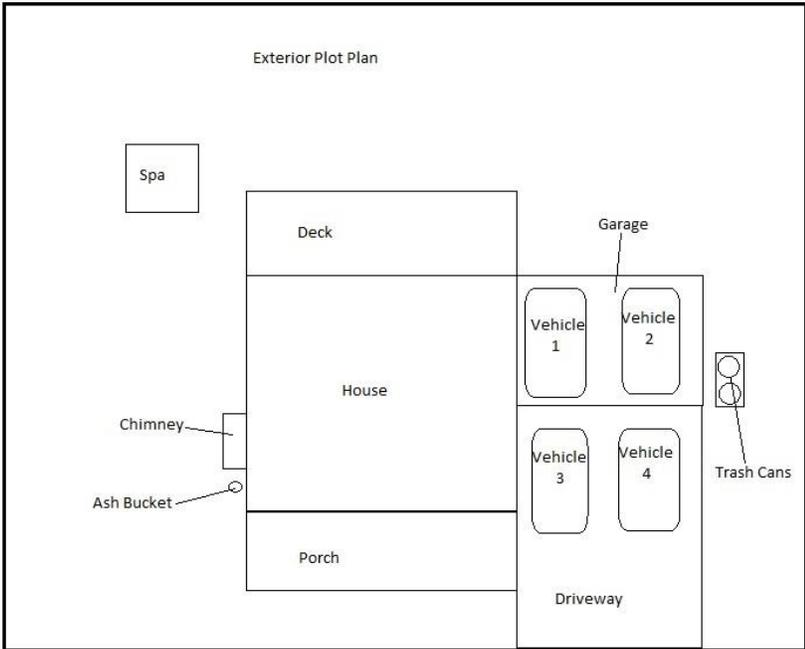 Exterior Plot Plan
Spa
Deck
Garage
Vehicle
1
Vehicle
2
House
Chimney
Ash Bucket
Vehicle
3
Vehicle
4
Trash Cans
Porch
Driveway